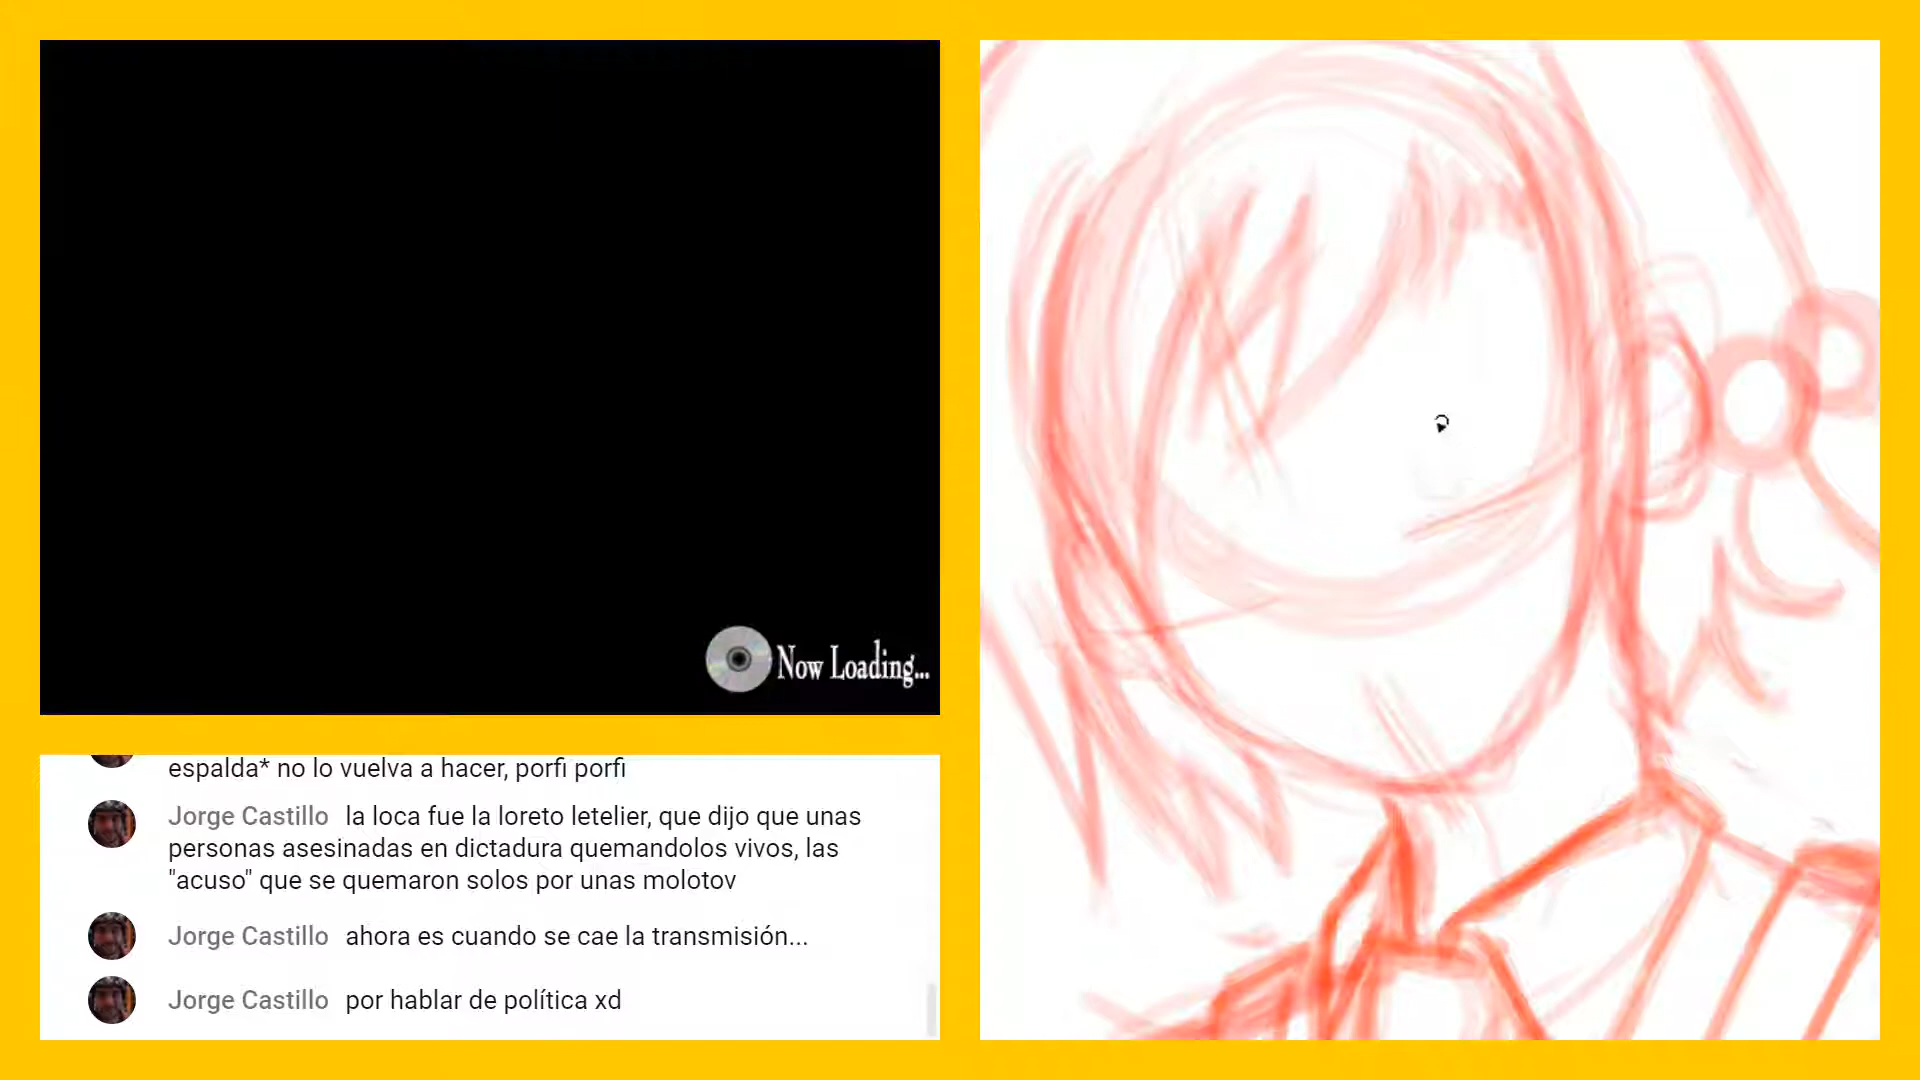 Now Loading...
espalda* no lo vuelva a hacer, porfi porfi
Jorge Castillo la loca fue la loreto letelier, que dijo que unas
personas asesinadas en dictadura quemandolos vivos, las
"acuso" que se quemaron solos por unas molotov
Jorge Castillo ahora es cuando se cae la transmisión...
Jorge Castillo por hablar de política xd